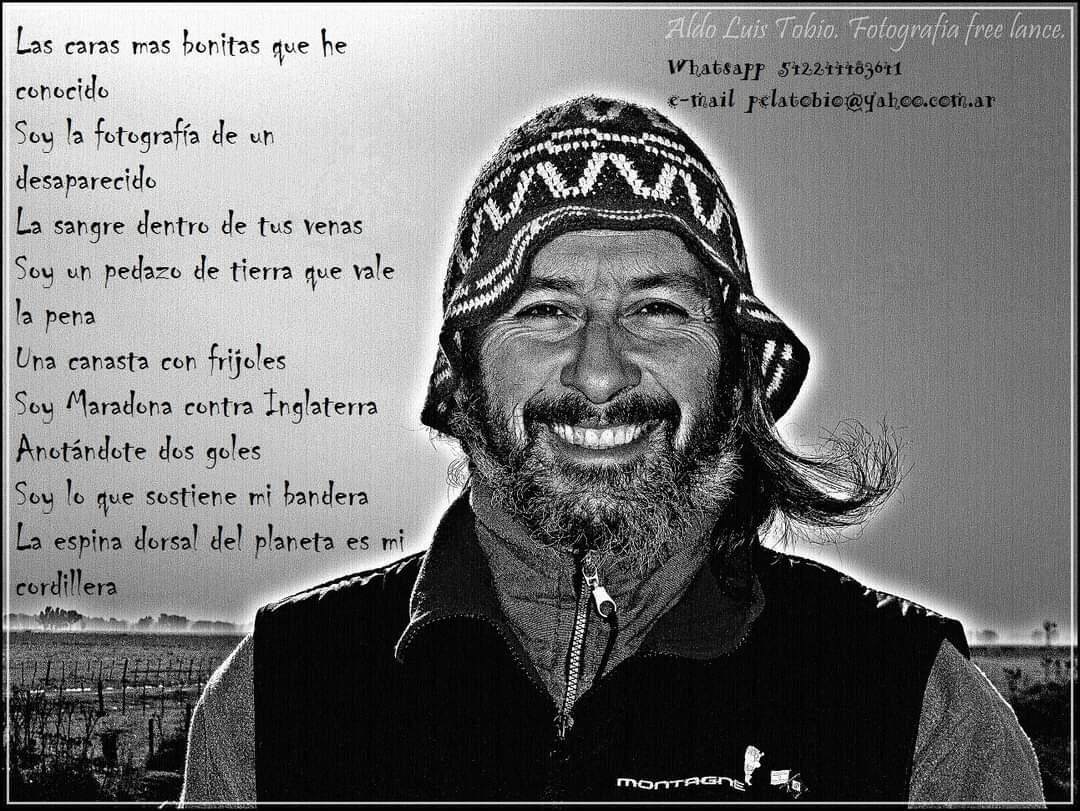 Las caras mas bonitas que he
conocido
Soy la fotografía de un
desaparecido
La sangre dentro de tus venas
Soy un pedazo de tierra que vale
la pena
Una canasta con frijoles
Soy Maradona contra Inglaterra
Anotándote dos goles
Soy lo que sostiene mi bandera
La espina dorsal del planeta es mi
cordillera
Aldo Luis Tobio. Fotografía free lance.
Whatsapp 542244483641
e-mail pelatobio@yahoo.com.ar
MONTAGNE